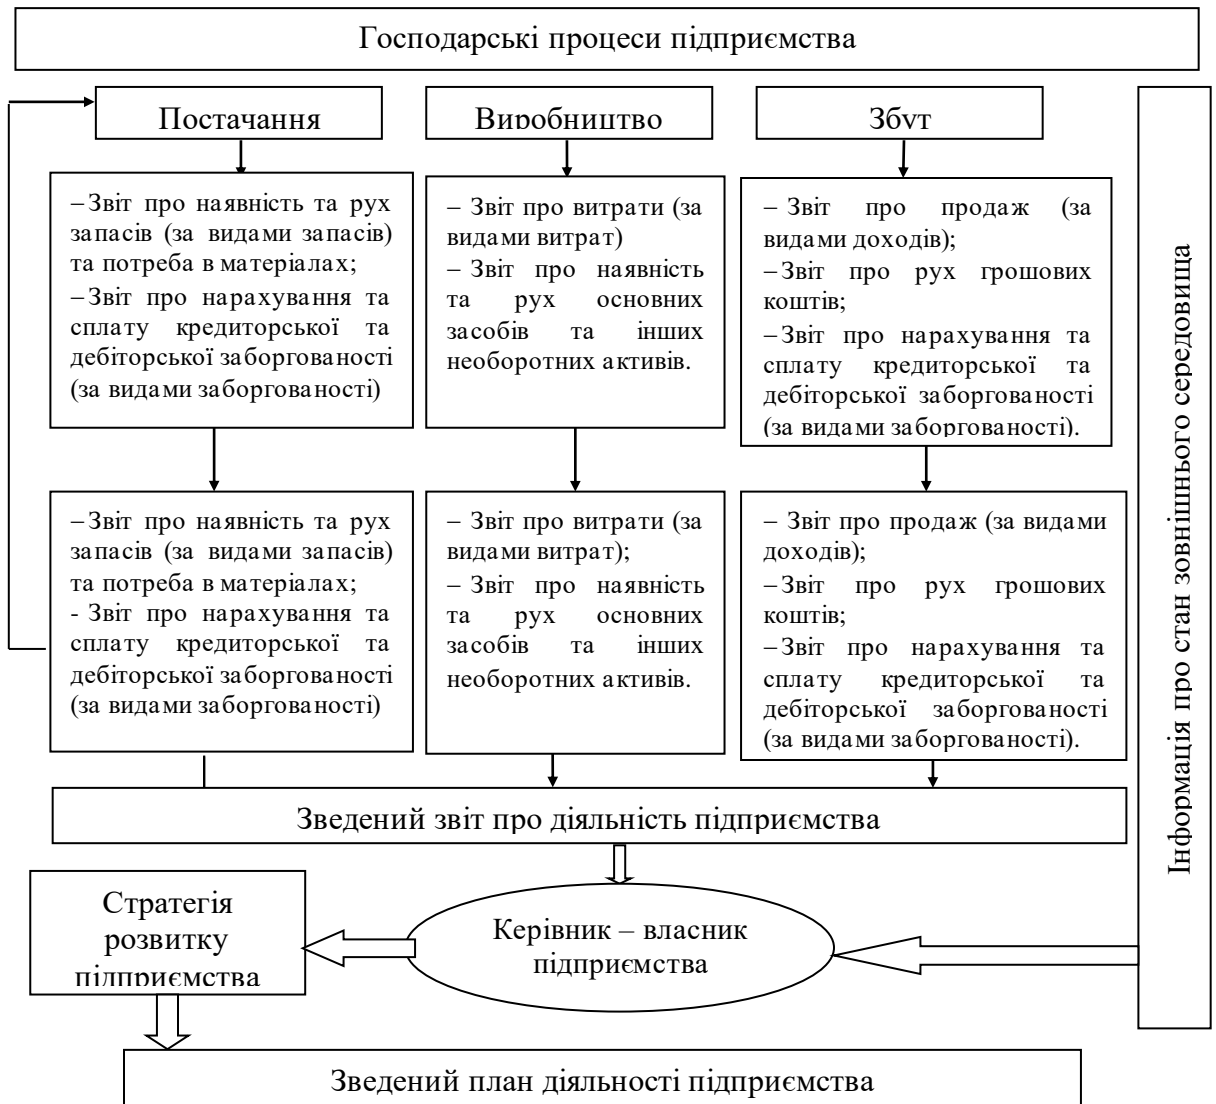 Господарські процеси підприємства
Постачання
Виробництво
Збут
– Звіт про наявність та рух
запасів (за видами запасів)
та потреба в матеріалах;
– Звіт про нарахування та
сплату кредиторської та
дебіторської заборгованості
(за видами заборгованості)
– Звіт про витрати (за
видами витрат)
– Звіт про наявність
та рух основних
засобів та інших
необоротних активів.
– Звіт про продаж (за
видами доходів);
– Звіт про рух грошових
коштів;
– Звіт про нарахування та
сплату кредиторської та
дебіторської заборгованості
(за видами заборгованості).
– Звіт про наявність та рух
запасів (за видами запасів)
та потреба в матеріалах;
- Звіт про нарахування та
сплату кредиторської та
дебіторської заборгованості
(за видами заборгованості)
– Звіт про витрати (за
видами витрат);
– Звіт про наявність
та рух основних
засобів та інших
необоротних активів.
– Звіт про продаж (за видами
доходів);
– Звіт про рух грошових
коштів;
– Звіт про нарахування та
сплату кредиторської та
дебіторської заборгованості
(за видами заборгованості).
Інформація про стан зовнішнього середовища
Зведений звіт про діяльність підприємства
Стратегія
розвитку
підприємства
Керівник – власник
підприємства
Зведений план діяльності підприємства